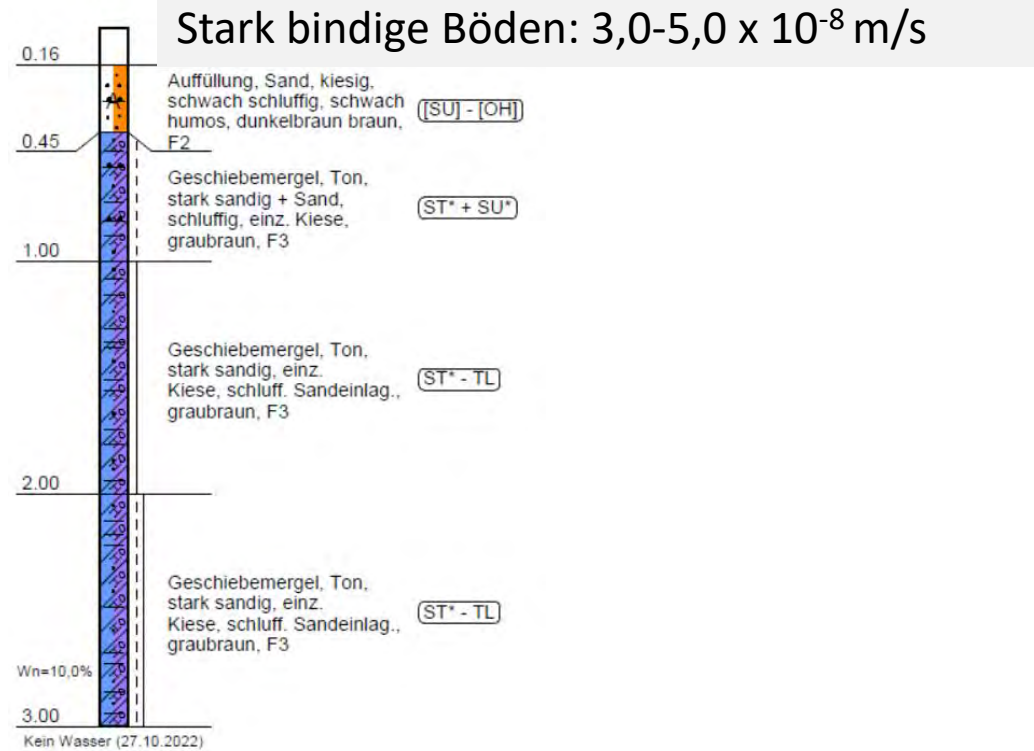 Stark bindige Böden: 3,0-5,0 x 10⁻⁸ m/s
0.16
Auffüllung, Sand, kiesig,
schwach schluffig, schwach
humos, dunkelbraun braun,
F2
[SU] - [OH]
0.45
Geschiebemergel, Ton,
stark sandig + Sand,
schluffig, einz. Kiese,
graubraun, F3
ST* + SU*
1.00
Geschiebemergel, Ton,
stark sandig, einz.
Kiese, schluff. Sandeinlag.,
graubraun, F3
ST* - TL
2.00
Geschiebemergel, Ton,
stark sandig, einz.
Kiese, schluff. Sandeinlag.,
graubraun, F3
ST* - TL
Wn=10,0%
3.00
Kein Wasser (27.10.2022)